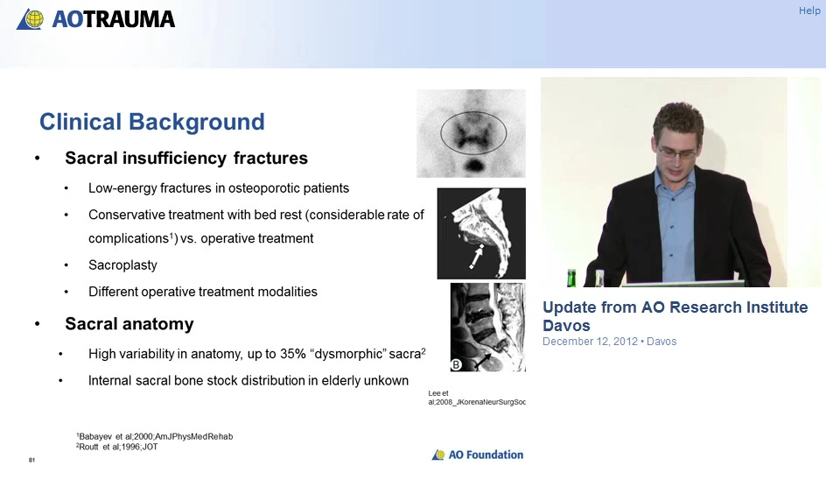 Help
AOTRAUMA
Clinical Background
• Sacral insufficiency fractures
• Low-energy fractures in osteoporotic patients
• Conservative treatment with bed rest (considerable rate of
complications¹) vs. operative treatment
• Sacroplasty
• Different operative treatment modalities
• Sacral anatomy
• High variability in anatomy, up to 35% “dysmorphic” sacra²
• Internal sacral bone stock distribution in elderly unkown
B
Lee et
al;2008_JKorenaNeurSurgSoc
¹Babayev et al;2000;AmJPhysMedRehab
²Routt et al;1996;JOT
81
AO Foundation
Update from AO Research Institute
Davos
December 12, 2012 • Davos